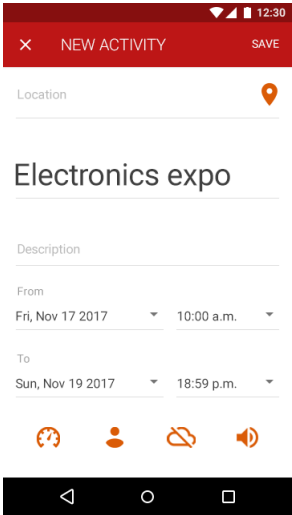 12:30
NEW ACTIVITY SAVE
Location
Electronics expo
Description
From
Fri, Nov 17 2017 10:00 a.m.
To
Sun, Nov 19 2017 18:59 p.m.